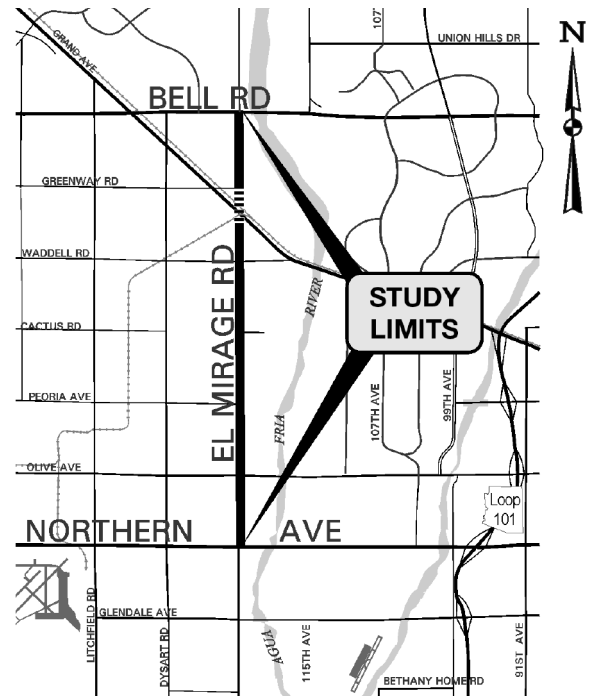 107
N
UNION HILLS DR
GRAND AVE
BELL RD
GREENWAY RD
WADDELL RD
EL MIRAGE RD
RIVER
STUDY
LIMITS
CACTUS RD
PEORIA AVE
107TH AVE
99TH AVE
FRIA
OLIVE AVE
Loop
101
NORTHERN AVE
LITCHFIELD RD
GLENDALE AVE
DYSART RD
AGUA
115TH AVE
91ST AVE
BETHANY HOME RD